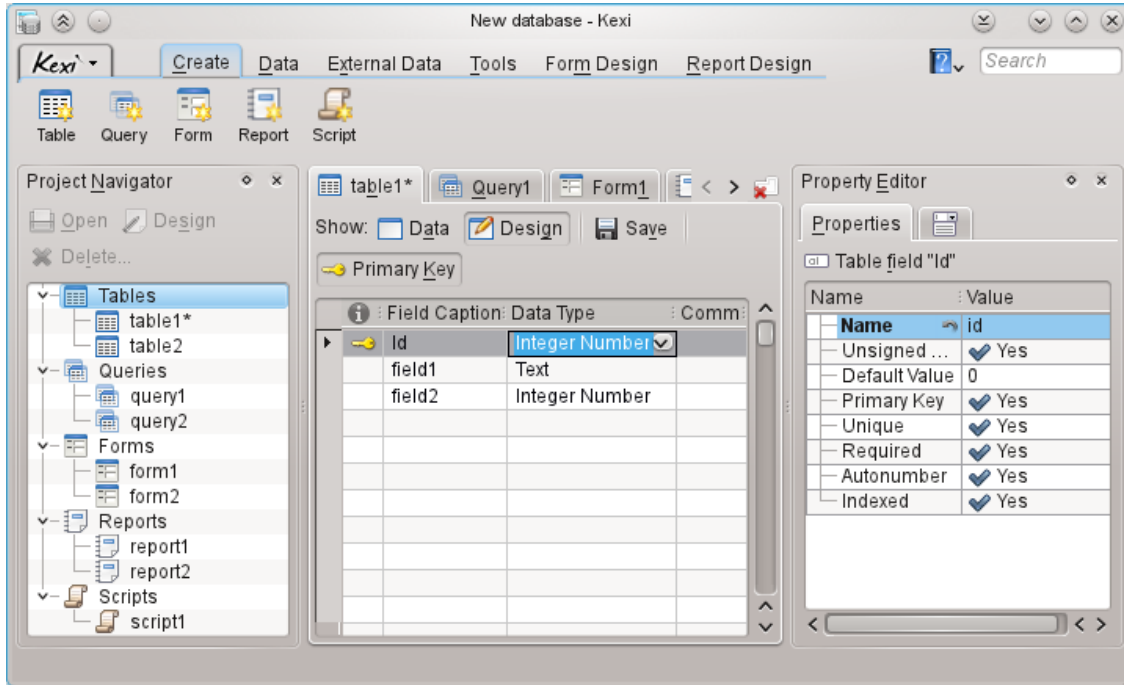 New database - Kexi
Kexi Create Data External Data Tools Form Design Report Design Search
Table Query Form Report Script
Project Navigator
Open Design
Delete...
Tables
table1*
table2
Queries
query1
query2
Forms
form1
form2
Reports
report1
report2
Scripts
script1
table1* Query1 Form1
Show: Data Design Save
Primary Key
Field Caption Data Type Comm
Id Integer Number
field1 Text
field2 Integer Number
Property Editor
Properties
Table field "Id"
Name Value
Name id
Unsigned ... Yes
Default Value 0
Primary Key Yes
Unique Yes
Required Yes
Autonumber Yes
Indexed Yes